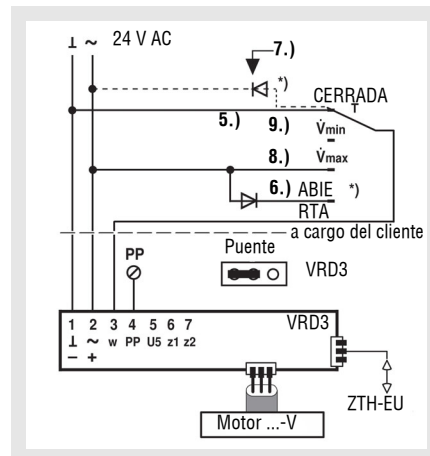 ⊥ ~ 24 V AC
7.)
*)
CERRADA
5.)
9.) V̇min
8.) V̇max
6.) ABIE *)
RTA
a cargo del cliente
PP
Puente
VRD3
1 2 3 4 5 6 7
VRD3
⊥ ~ w PP U5 z1 z2
– +
ZTH-EU
Motor ...-V